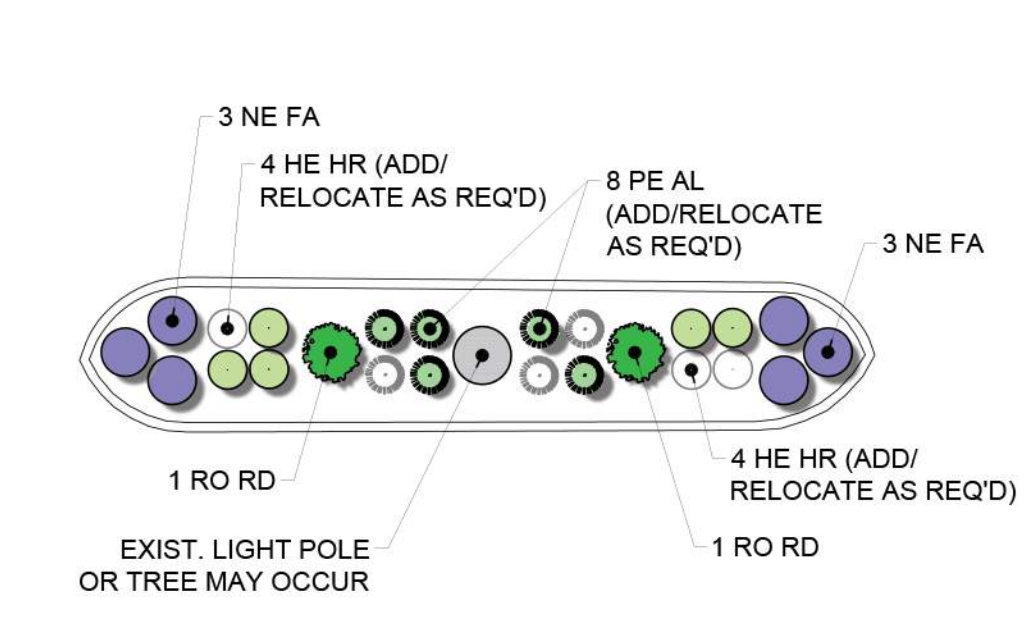 3 NE FA
4 HE HR (ADD/
RELOCATE AS REQ'D)
8 PE AL
(ADD/RELOCATE
AS REQ'D)
3 NE FA
1 RO RD
4 HE HR (ADD/
RELOCATE AS REQ'D)
EXIST. LIGHT POLE
OR TREE MAY OCCUR
1 RO RD